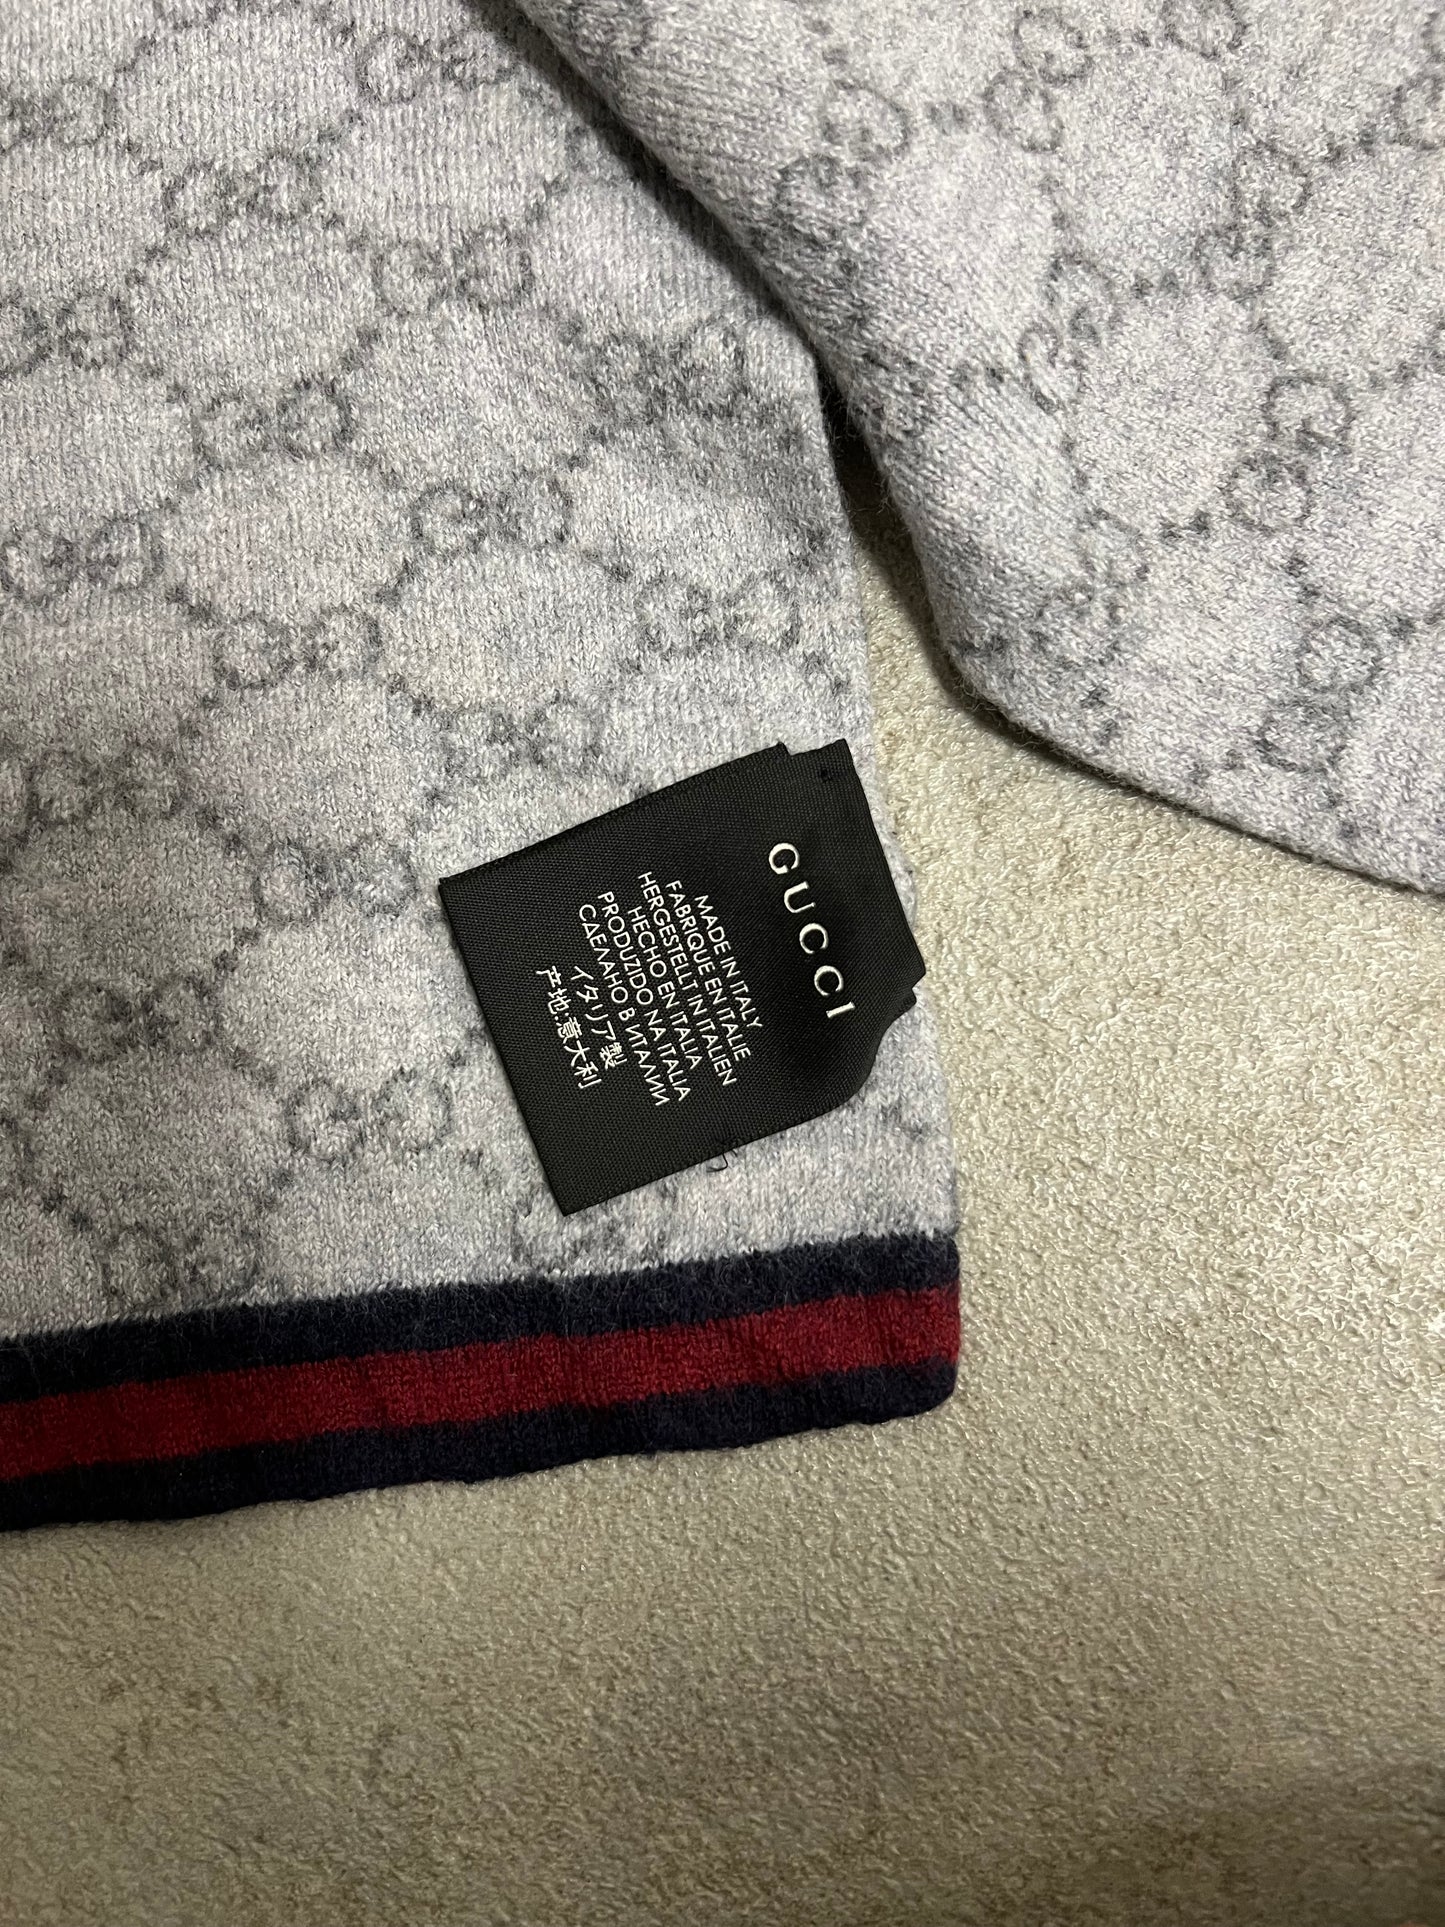 GUCCI
MADE IN ITALY
FABRIQUE EN ITALIE
HERGESTELLT IN ITALIEN
HECHO EN ITALIA
PRODUZIDO NA ITALIA
СДЕЛАНО В ИТАЛИИ
イタリア製
产地:意大利